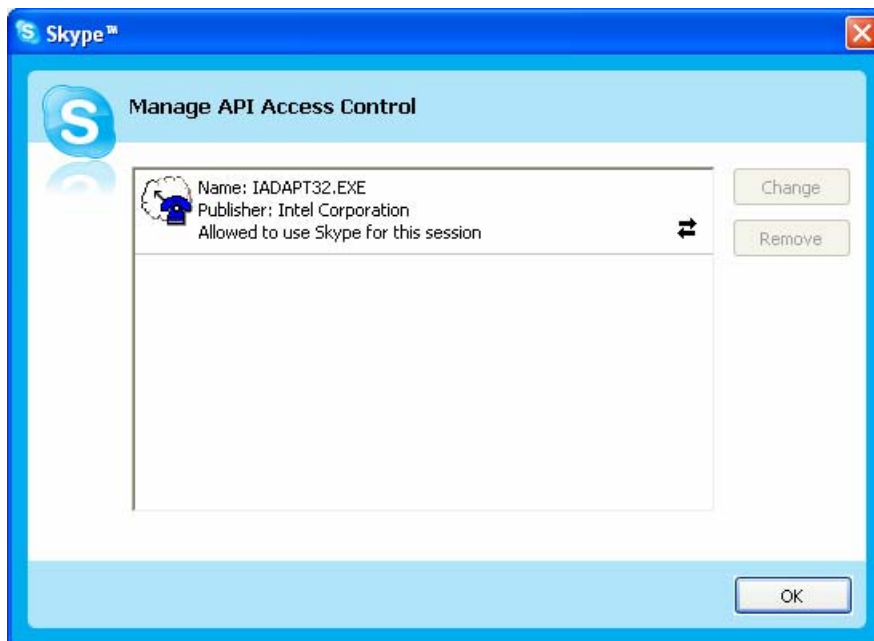 Skype™
Manage API Access Control
Name: IADAPT32.EXE
Publisher: Intel Corporation
Allowed to use Skype for this session
Change
Remove
OK